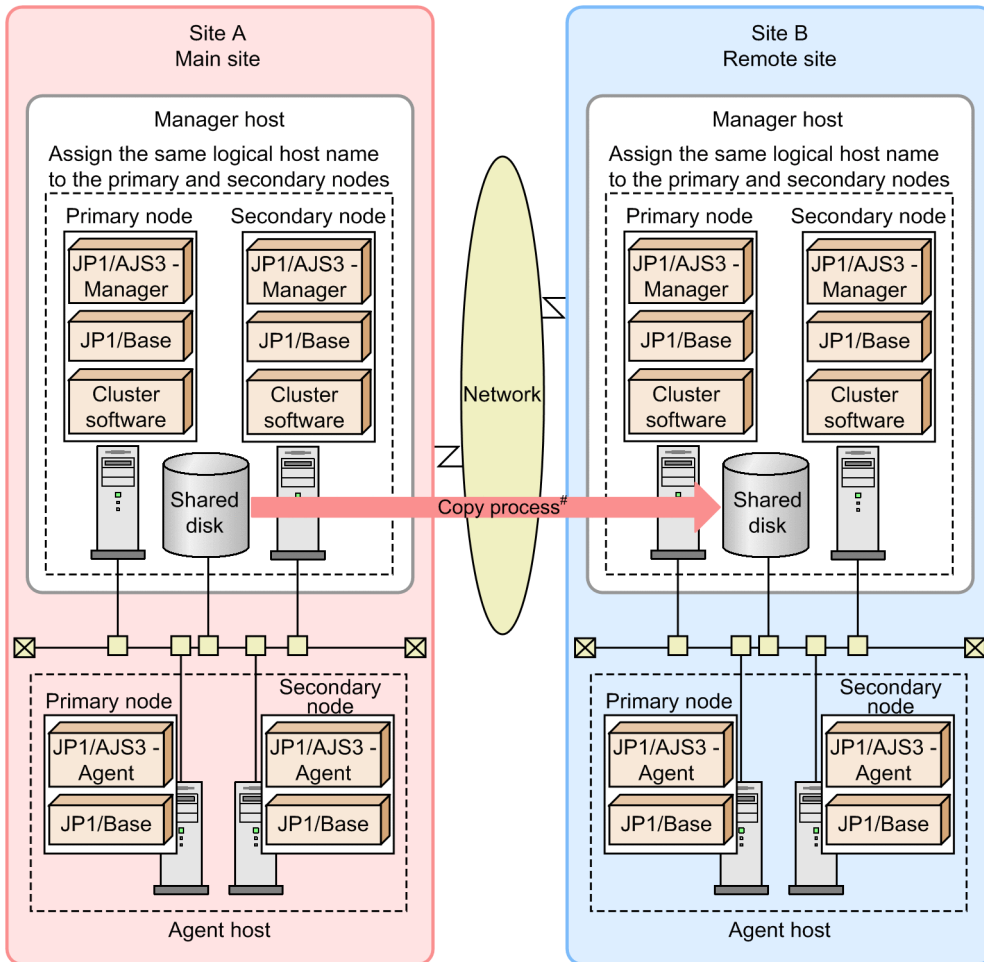 Site A
Main site
Manager host
Assign the same logical host name
to the primary and secondary nodes
Primary node
Secondary node
JP1/AJS3 -
Manager
JP1/AJS3 -
Manager
JP1/Base
JP1/Base
Cluster
software
Cluster
software
Shared
disk
Primary node
Secondary
node
JP1/AJS3 -
Agent
JP1/AJS3 -
Agent
JP1/Base
JP1/Base
Agent host
Network
Copy process#
Site B
Remote site
Manager host
Assign the same logical host name
to the primary and secondary nodes
Primary node
Secondary node
JP1/AJS3 -
Manager
JP1/AJS3 -
Manager
JP1/Base
JP1/Base
Cluster
software
Cluster
software
Shared
disk
Primary node
Secondary
node
JP1/AJS3 -
Agent
JP1/AJS3 -
Agent
JP1/Base
JP1/Base
Agent host